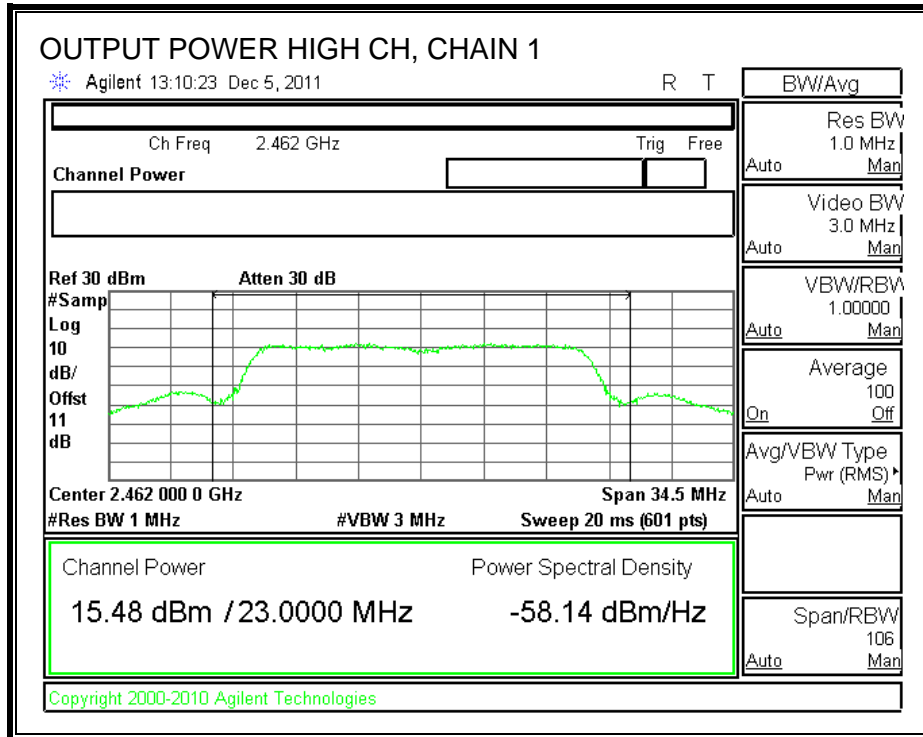 OUTPUT POWER HIGH CH, CHAIN 1
Agilent 13:10:23 Dec 5, 2011 R T
Ch Freq 2.462 GHz Trig Free
Channel Power
Ref 30 dBm Atten 30 dB
#Samp
Log
10
dB/
Offst
11
dB
Center 2.462 000 0 GHz Span 34.5 MHz
#Res BW 1 MHz #VBW 3 MHz Sweep 20 ms (601 pts)
Channel Power Power Spectral Density
15.48 dBm / 23.0000 MHz -58.14 dBm/Hz
Copyright 2000-2010 Agilent Technologies
BW/Avg
Res BW
1.0 MHz
Auto Man
Video BW
3.0 MHz
Auto Man
VBW/RBW
1.00000
Auto Man
Average
100
On Off
Avg/VBW Type
Pwr (RMS)
Auto Man
Span/RBW
106
Auto Man